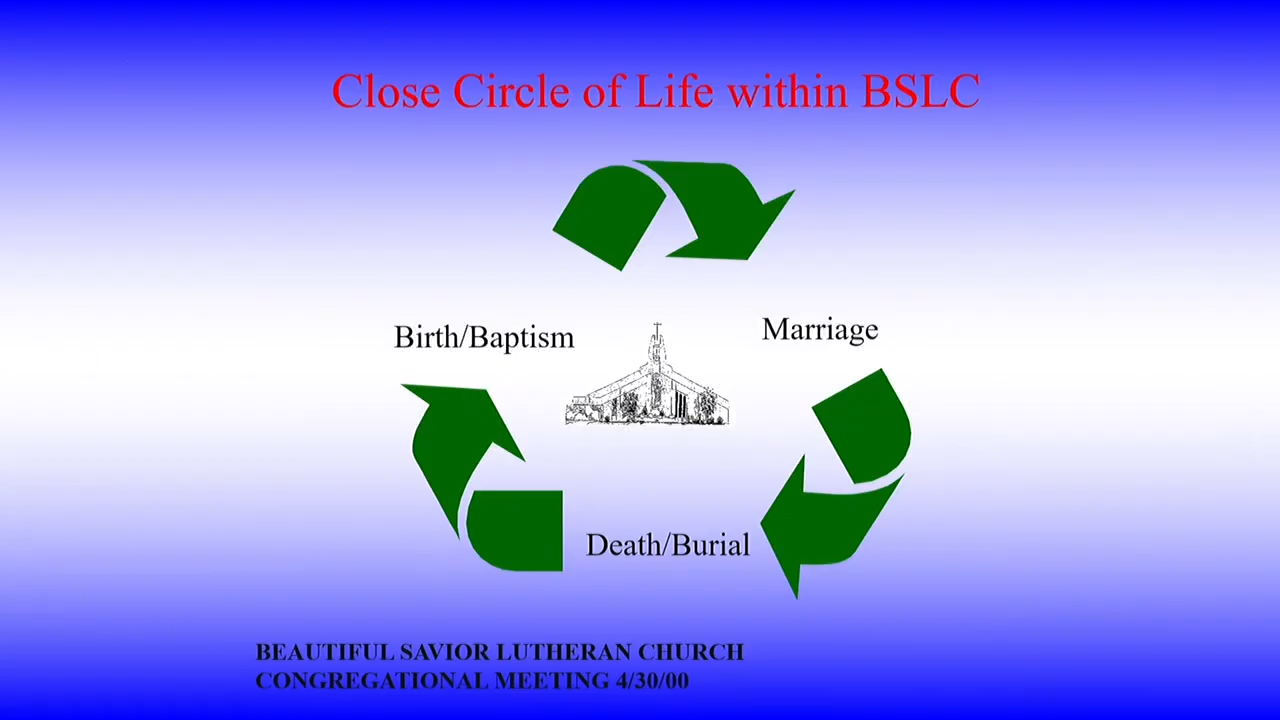 Close Circle of Life within BSLC
Birth/Baptism
Marriage
Death/Burial
BEAUTIFUL SAVIOR LUTHERAN CHURCH
CONGREGATIONAL MEETING 4/30/00